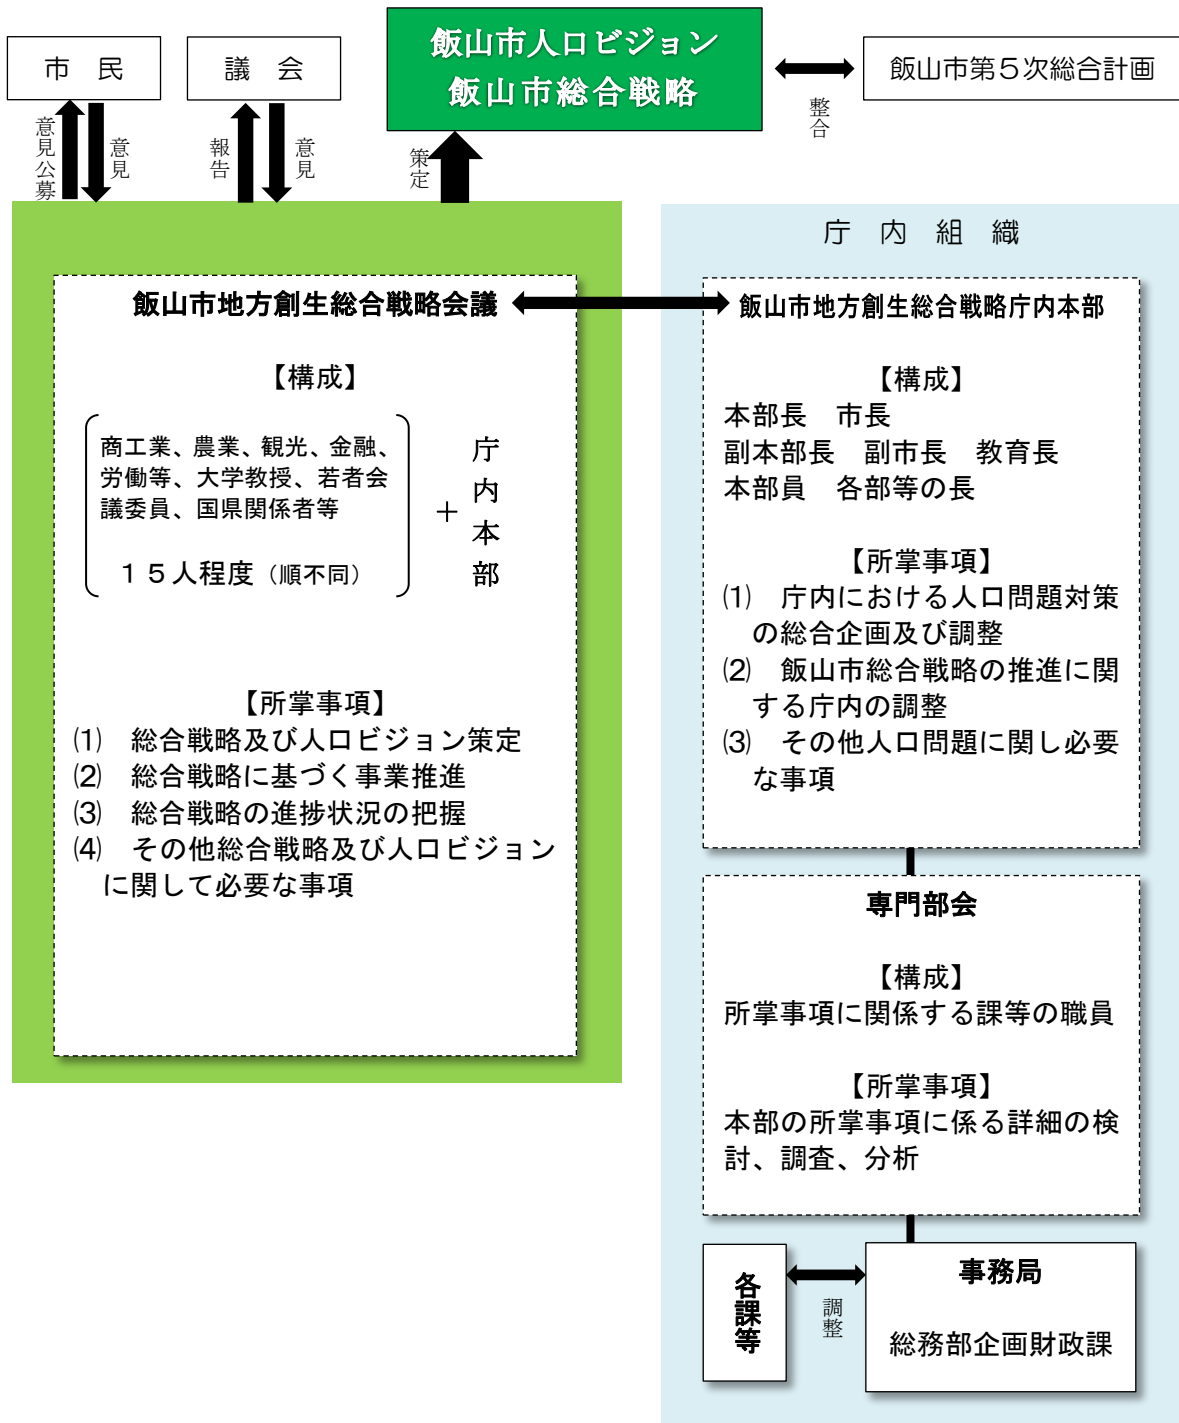 飯山市人口ビジョン
飯山市総合戦略
市　民
議　会
飯山市第５次総合計画
整合
意見公募
意見
報告
意見
策定
飯山市地方創生総合戦略会議
【構成】
商工業、農業、観光、金融、
労働等、大学教授、若者会
議委員、国県関係者等
１５人程度（順不同）
＋
庁内本部
【所掌事項】
⑴　総合戦略及び人口ビジョン策定
⑵　総合戦略に基づく事業推進
⑶　総合戦略の進捗状況の把握
⑷　その他総合戦略及び人口ビジョン
に関して必要な事項
庁　内　組　織
飯山市地方創生総合戦略庁内本部
【構成】
本部長　市長
副本部長　副市長　教育長
本部員　各部等の長
【所掌事項】
⑴　庁内における人口問題対策
の総合企画及び調整
⑵　飯山市総合戦略の推進に関
する庁内の調整
⑶　その他人口問題に関し必要
な事項
専門部会
【構成】
所掌事項に関係する課等の職員
【所掌事項】
本部の所掌事項に係る詳細の検
討、調査、分析
各課等
調整
事務局
総務部企画財政課